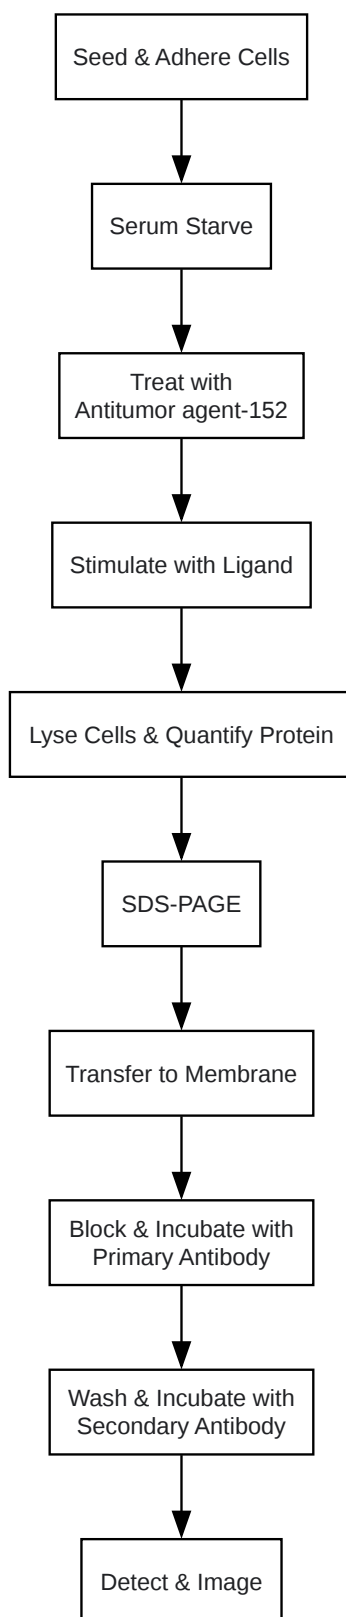 Seed & Adhere Cells
Serum Starve
Treat with
Antitumor agent-152
Stimulate with Ligand
Lyse Cells & Quantify Protein
SDS-PAGE
Transfer to Membrane
Block & Incubate with
Primary Antibody
Wash & Incubate with
Secondary Antibody
Detect & Image